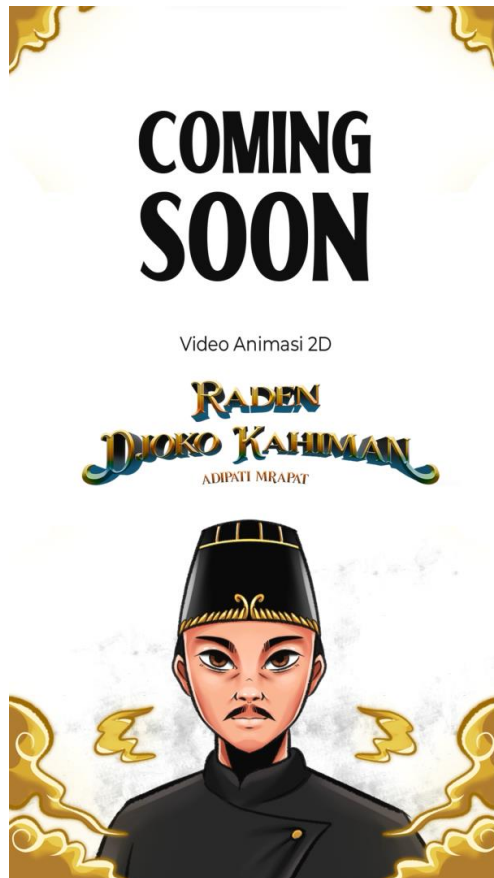 COMING
SOON
Video Animasi 2D
RADEN
DJOKO KAHIMAN
ADIPATI MRAPAT